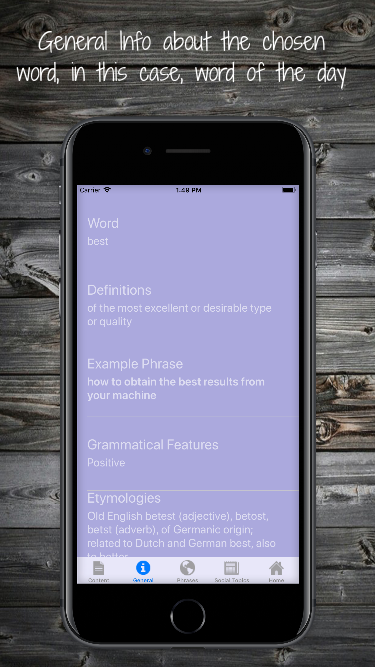 General Info about the chosen
word, in this case, word of the day
Carrier
1:48 PM
Word
best
Definitions
of the most excellent or desirable type
or quality
Example Phrase
how to obtain the best results from
your machine
Grammatical Features
Positive
Etymologies
Old English betest (adjective), betost,
betst (adverb), of Germanic origin;
related to Dutch and German best, also
to better
Content
General
Phrases
Social Topics
Home